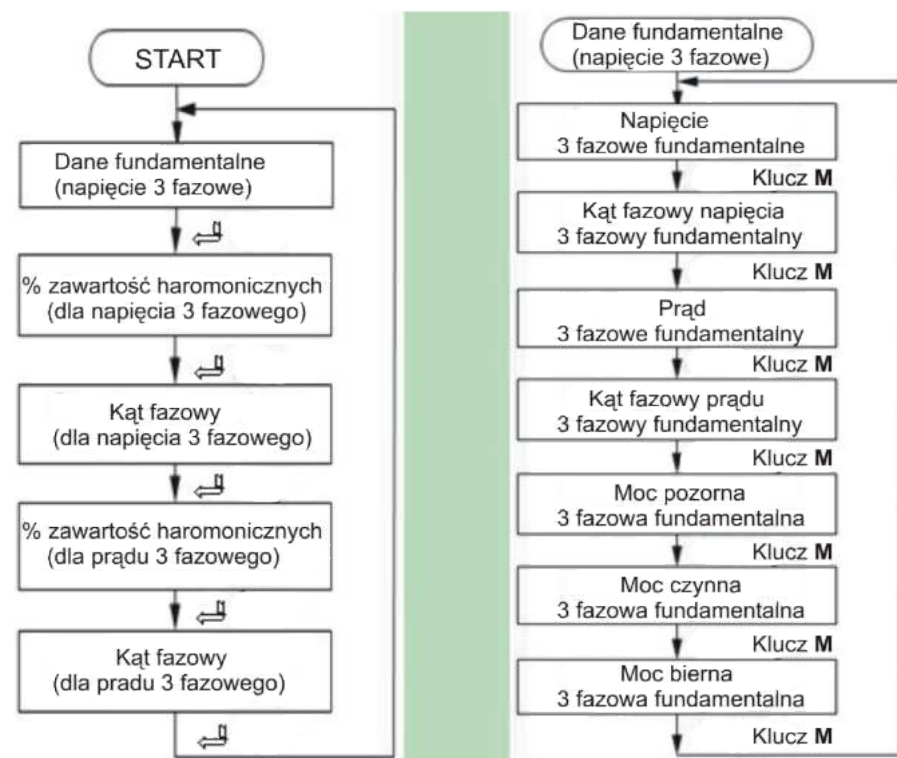 START
Dane fundamentalne
(napięcie 3 fazowe)
% zawartość haromonicznych
(dla napięcia 3 fazowego)
Kąt fazowy
(dla napięcia 3 fazowego)
% zawartość haromonicznych
(dla prądu 3 fazowego)
Kąt fazowy
(dla pradu 3 fazowego)
Dane fundamentalne
(napięcie 3 fazowe)
Napięcie
3 fazowe fundamentalne
Klucz M
Kąt fazowy napięcia
3 fazowy fundamentalny
Klucz M
Prąd
3 fazowe fundamentalny
Klucz M
Kąt fazowy prądu
3 fazowy fundamentalny
Klucz M
Moc pozorna
3 fazowa fundamentalna
Klucz M
Moc czynna
3 fazowa fundamentalna
Klucz M
Moc bierna
3 fazowa fundamentalna
Klucz M